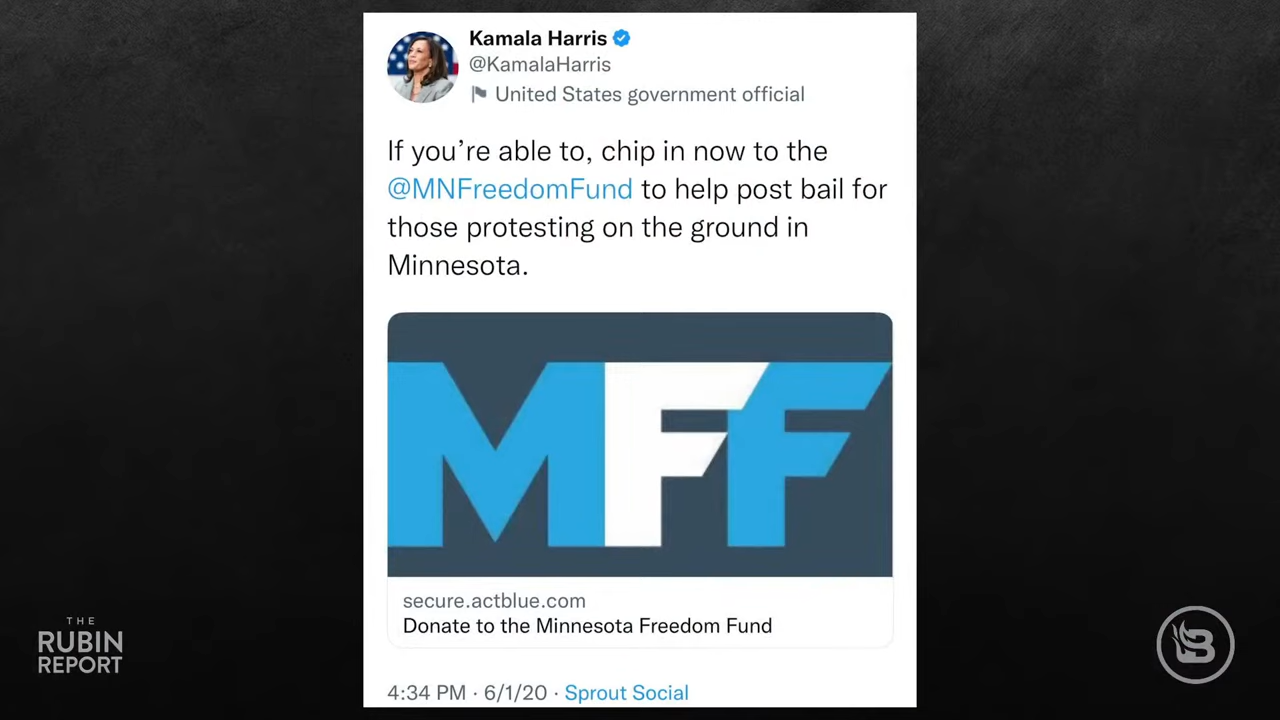 Kamala Harris
@KamalaHarris
United States government official
If you’re able to, chip in now to the
@MNFreedomFund to help post bail for
those protesting on the ground in
Minnesota.
MFF
secure.actblue.com
Donate to the Minnesota Freedom Fund
4:34 PM · 6/1/20 · Sprout Social
THE
RUBIN
REPORT
B